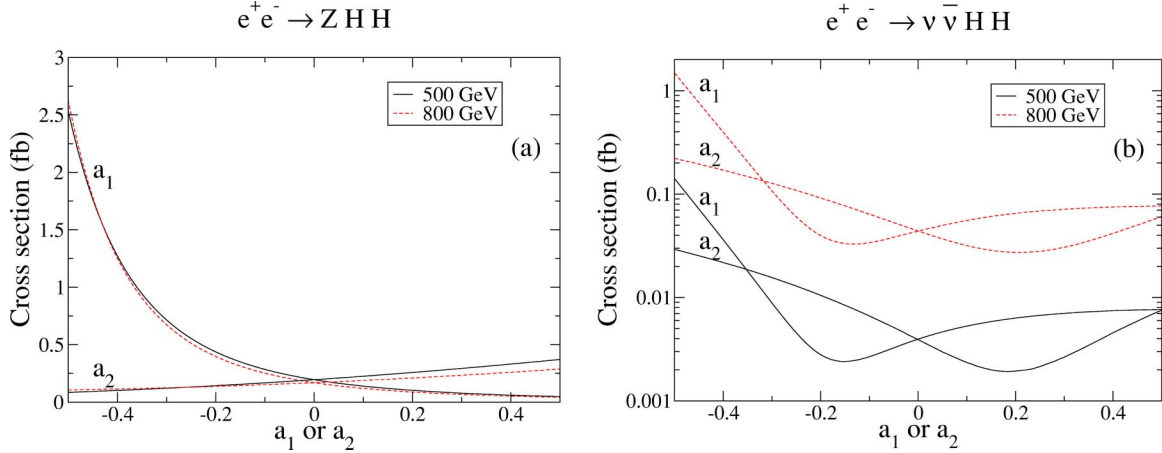 e⁺e⁻ → Z H H
3
2.5
2
1.5
1
0.5
0
Cross section (fb)
500 GeV
800 GeV
(a)
a₁
a₂
-0.4 -0.2 0 0.2 0.4
a₁ or a₂
e⁺ e⁻ → ν ν̅ H H
1
0.1
0.01
0.001
Cross section (fb)
500 GeV
800 GeV
(b)
a₁
a₂
a₁
a₂
-0.4 -0.2 0 0.2 0.4
a₁ or a₂